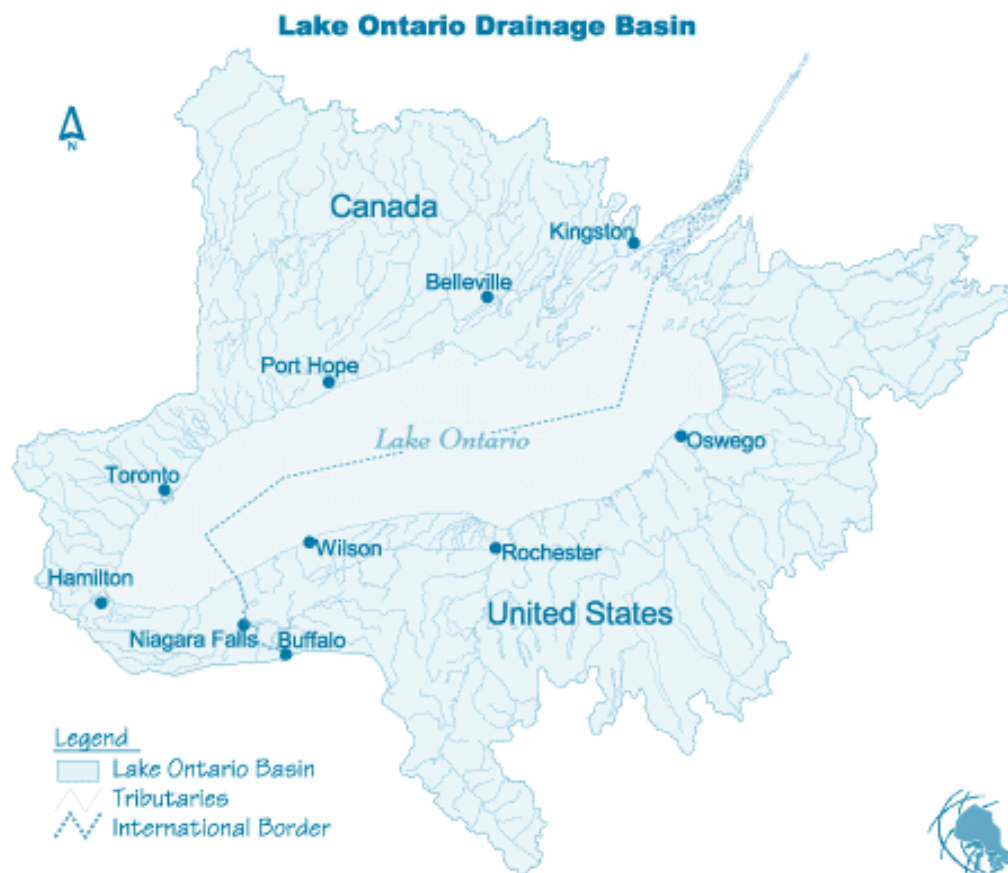 Lake Ontario Drainage Basin
N
Canada
Kingston
Belleville
Port Hope
Lake Ontario
Oswego
Toronto
Wilson
Rochester
Hamilton
United States
Niagara Falls
Buffalo
Legend
Lake Ontario Basin
Tributaries
International Border